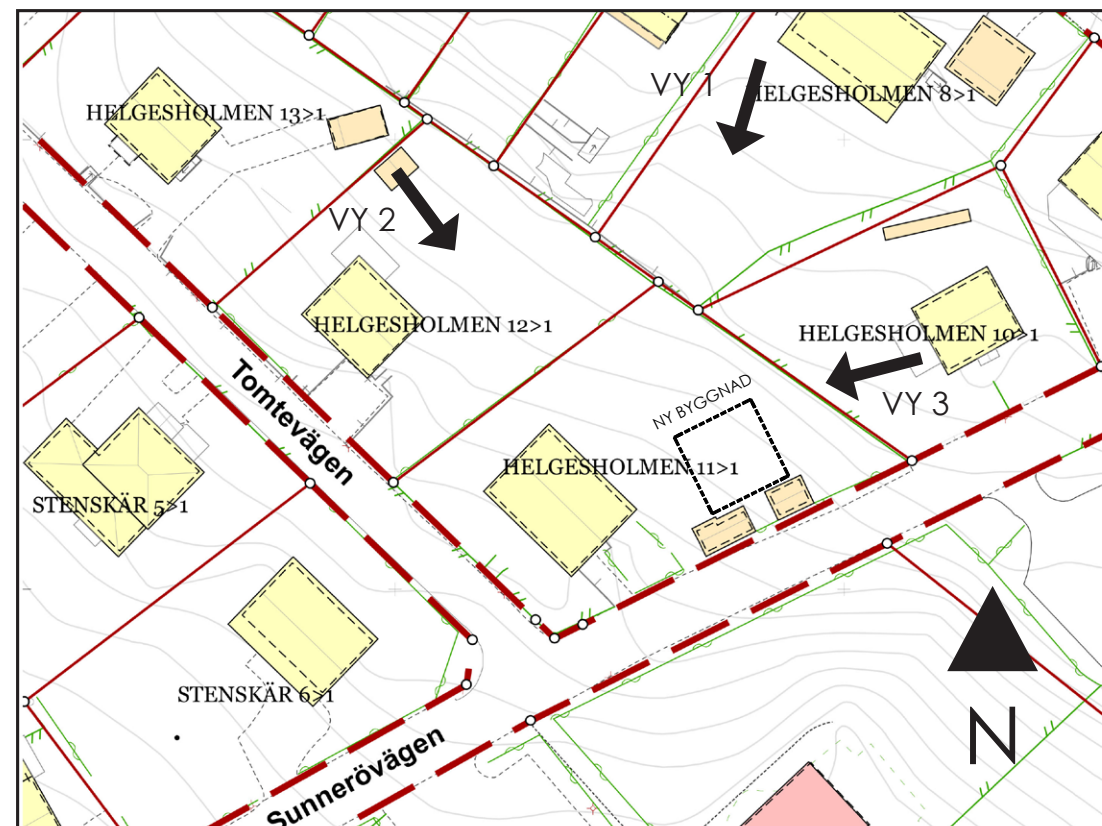 VY 1
HELGESHOLMEN 8>1
HELGESHOLMEN 13>1
VY 2
HELGESHOLMEN 12>1
HELGESHOLMEN 10>1
VY 3
NY BYGGNAD
Tomtevägen
HELGESHOLMEN 11>1
STENSKÄR 5>1
STENSKÄR 6>1
N
Sunnerövägen